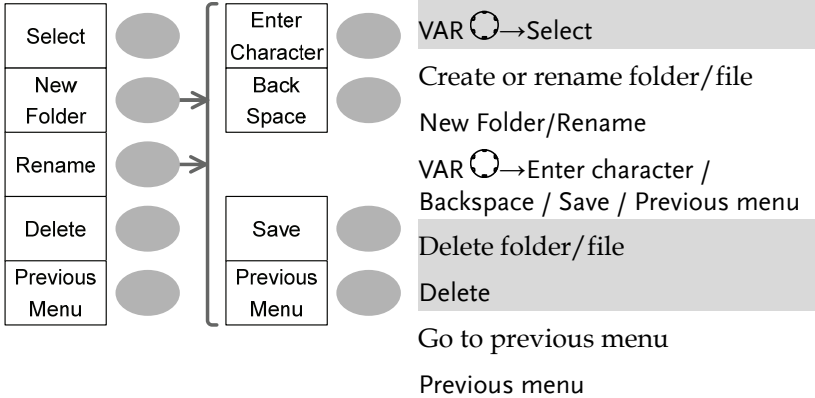 Select
New
Folder
Rename
Delete
Previous
Menu
Enter
Character
Back
Space
Save
Previous
Menu
VAR →Select
Create or rename folder/file
New Folder/Rename
VAR →Enter character /
Backspace / Save / Previous menu
Delete folder/file
Delete
Go to previous menu
Previous menu